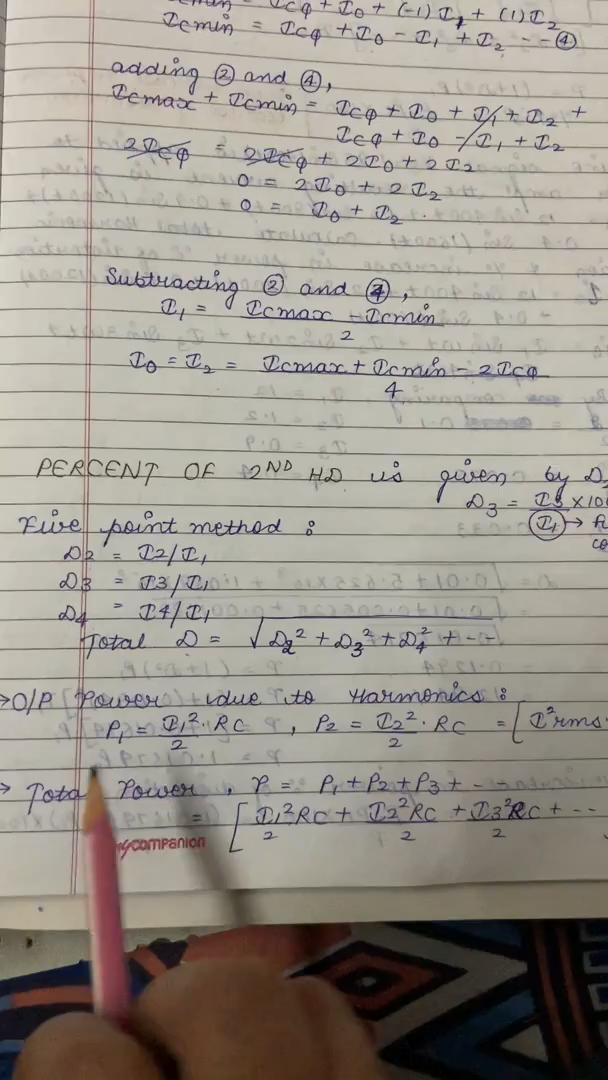 = IcQ + I0 + (-1) I1 + (1) I2
Icmin = IcQ + I0 - I1 + I2 -- ④
adding ② and ④,
Icmax + Icmin = IcQ + I0 + I1 + I2 +
IcQ + I0 - I1 + I2
2IcQ = 2IcQ + 2I0 + 2I2
0 = 2I0 + 2I2
0 = I0 + I2.
Subtracting ② and ④,
I1 = Icmax - Icmin
2
I0 = I2 = Icmax + Icmin - 2IcQ
4
PERCENT OF 2ND HD is given by D
D3 = I3 ×10
I1 →
Five point method :
D2 = I2/I1
D3 = I3/I1
D4 = I4/I1
Total D = √D2² + D3² + D4² + --
→ O/P Power due to Harmonics :
P1 = I1² . RC , P2 = I2² . RC = [I²rms.
2 2
→ Total Power , P = P1 + P2 + P3 + - -
= [ I1²RC + I2²RC + I3²RC + - -
2 2 2
companion